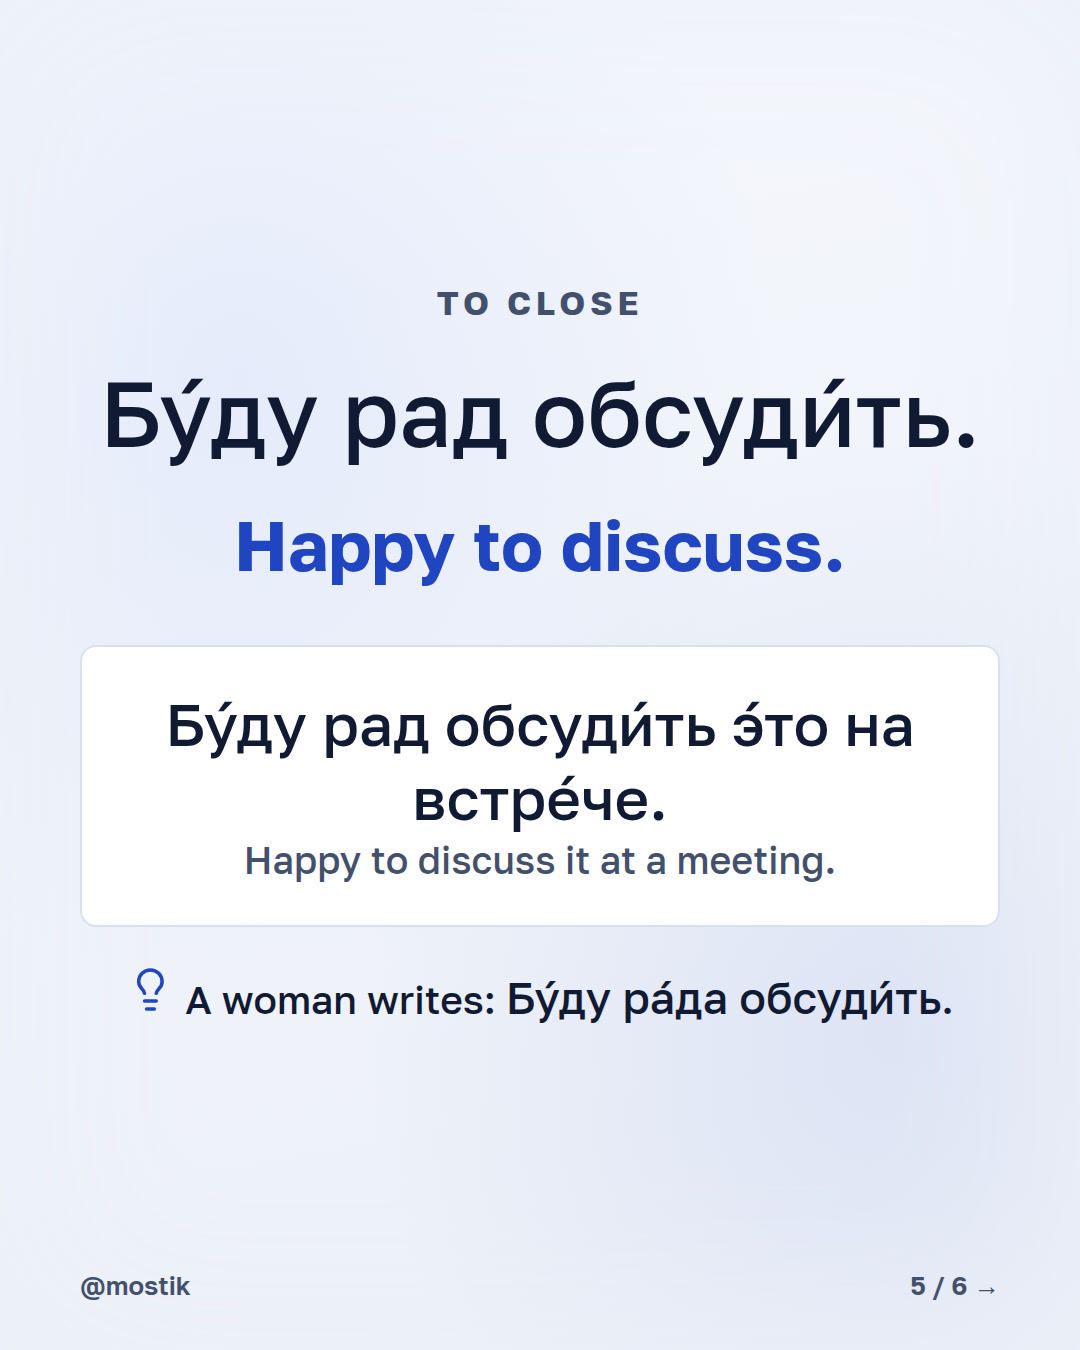 TO CLOSE
Бу́ду рад обсуди́ть.
Happy to discuss.
Бу́ду рад обсуди́ть э́то на
встре́че.
Happy to discuss it at a meeting.
A woman writes: Бу́ду ра́да обсуди́ть.
@mostik
5 / 6 →